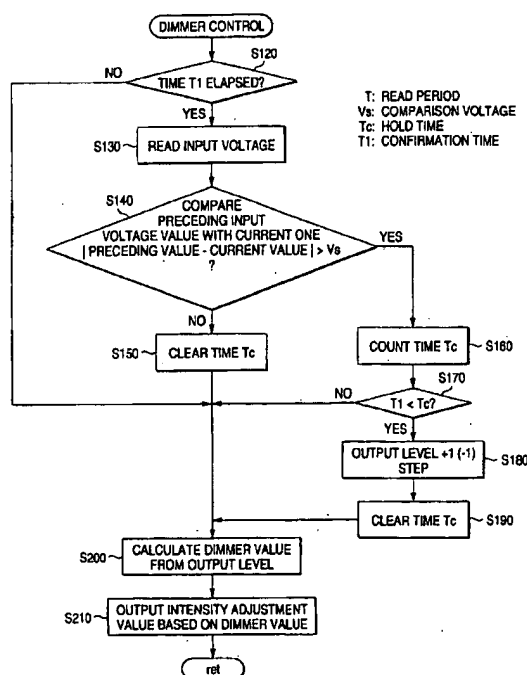 DIMMER CONTROL
S120
NO
TIME T1 ELAPSED?
YES
T: READ PERIOD
Vs: COMPARISON VOLTAGE
Tc: HOLD TIME
T1: CONFIRMATION TIME
S130
READ INPUT VOLTAGE
S140
COMPARE
PRECEDING INPUT
VOLTAGE VALUE WITH CURRENT ONE
| PRECEDING VALUE - CURRENT VALUE | > Vs
?
YES
NO
S150
CLEAR TIME Tc
COUNT TIME Tc
S160
S170
NO
T1 < Tc?
YES
OUTPUT LEVEL +1 (-1)
STEP
S180
CLEAR TIME Tc
S190
S200
CALCULATE DIMMER VALUE
FROM OUTPUT LEVEL
S210
OUTPUT INTENSITY ADJUSTMENT
VALUE BASED ON DIMMER VALUE
ret